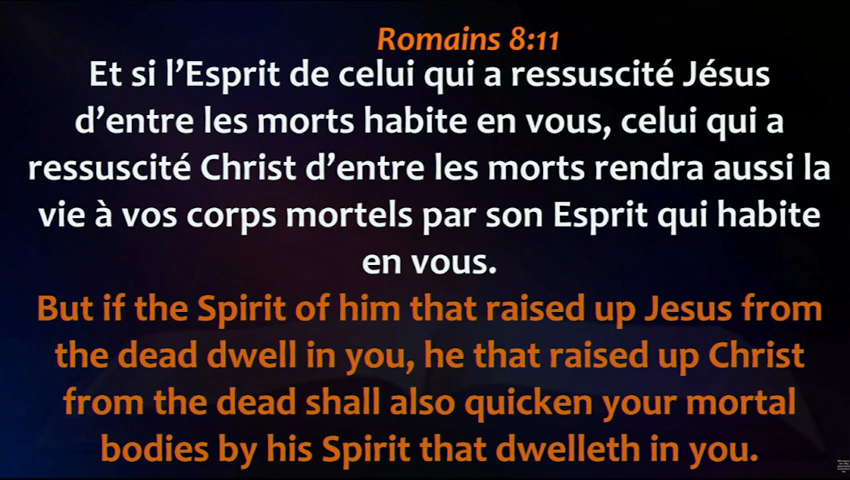 Romains 8:11
Et si l’Esprit de celui qui a ressuscité Jésus
d’entre les morts habite en vous, celui qui a
ressuscité Christ d’entre les morts rendra aussi la
vie à vos corps mortels par son Esprit qui habite
en vous.
But if the Spirit of him that raised up Jesus from
the dead dwell in you, he that raised up Christ
from the dead shall also quicken your mortal
bodies by his Spirit that dwelleth in you.